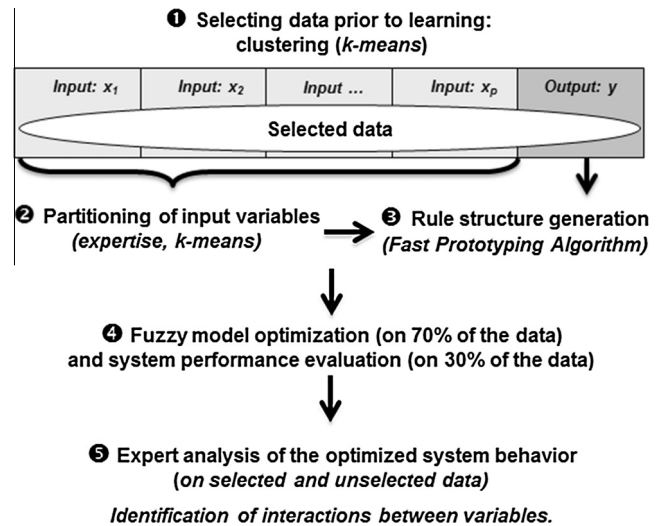 ❶ Selecting data prior to learning:
clustering (k-means)
Input: x1 Input: x2 Input ... Input: xp Output: y
Selected data
❷ Partitioning of input variables
(expertise, k-means)
❸ Rule structure generation
(Fast Prototyping Algorithm)
❹ Fuzzy model optimization (on 70% of the data)
and system performance evaluation (on 30% of the data)
❺ Expert analysis of the optimized system behavior
(on selected and unselected data)
Identification of interactions between variables.